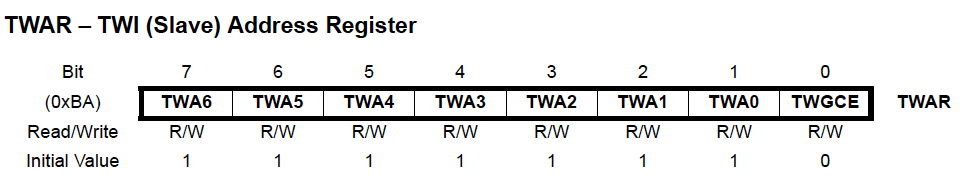 TWAR – TWI (Slave) Address Register
Bit 7 6 5 4 3 2 1 0
(0xBA) TWA6 TWA5 TWA4 TWA3 TWA2 TWA1 TWA0 TWGCE TWAR
Read/Write R/W R/W R/W R/W R/W R/W R/W R/W
Initial Value 1 1 1 1 1 1 1 0